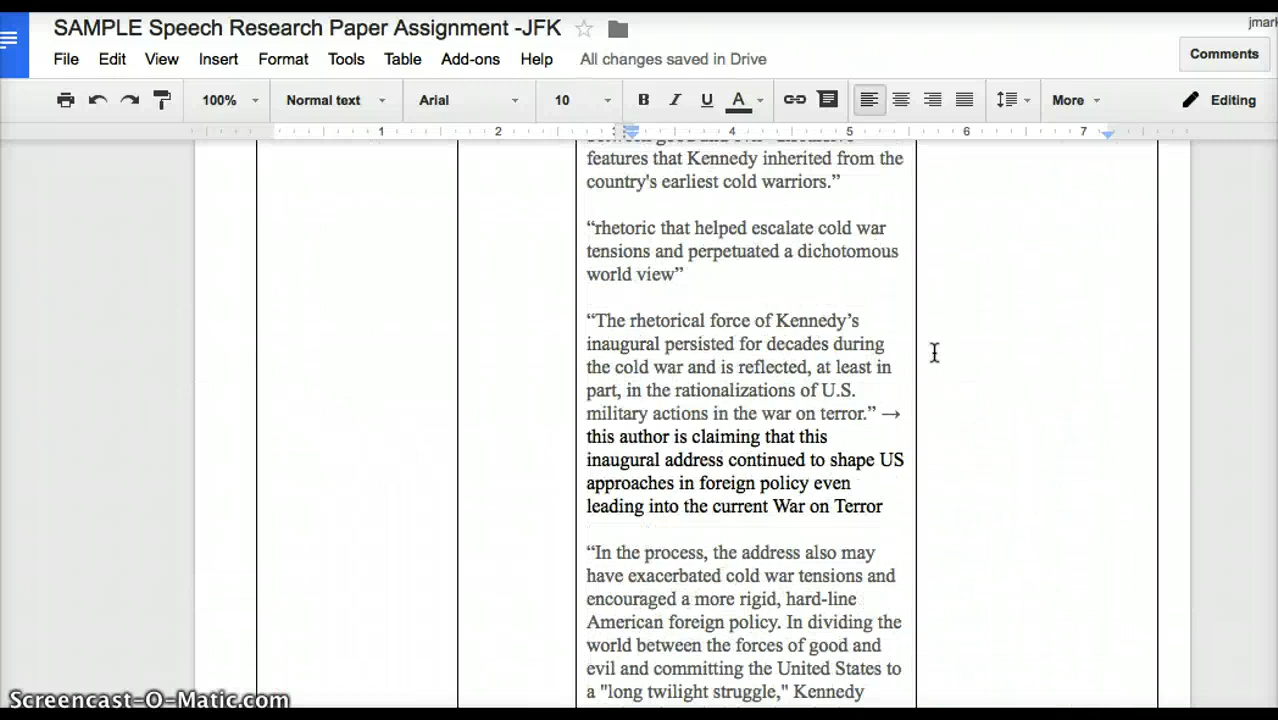 SAMPLE Speech Research Paper Assignment -JFK
jmark
File Edit View Insert Format Tools Table Add-ons Help All changes saved in Drive
Comments
100% Normal text Arial 10 B I U A More Editing
1 2 3 4 5 6 7
features that Kennedy inherited from the
country's earliest cold warriors.”
“rhetoric that helped escalate cold war
tensions and perpetuated a dichotomous
world view”
“The rhetorical force of Kennedy’s
inaugural persisted for decades during
the cold war and is reflected, at least in
part, in the rationalizations of U.S.
military actions in the war on terror.” →
this author is claiming that this
inaugural address continued to shape US
approaches in foreign policy even
leading into the current War on Terror
“In the process, the address also may
have exacerbated cold war tensions and
encouraged a more rigid, hard-line
American foreign policy. In dividing the
world between the forces of good and
evil and committing the United States to
a "long twilight struggle," Kennedy
Screencast-O-Matic.com